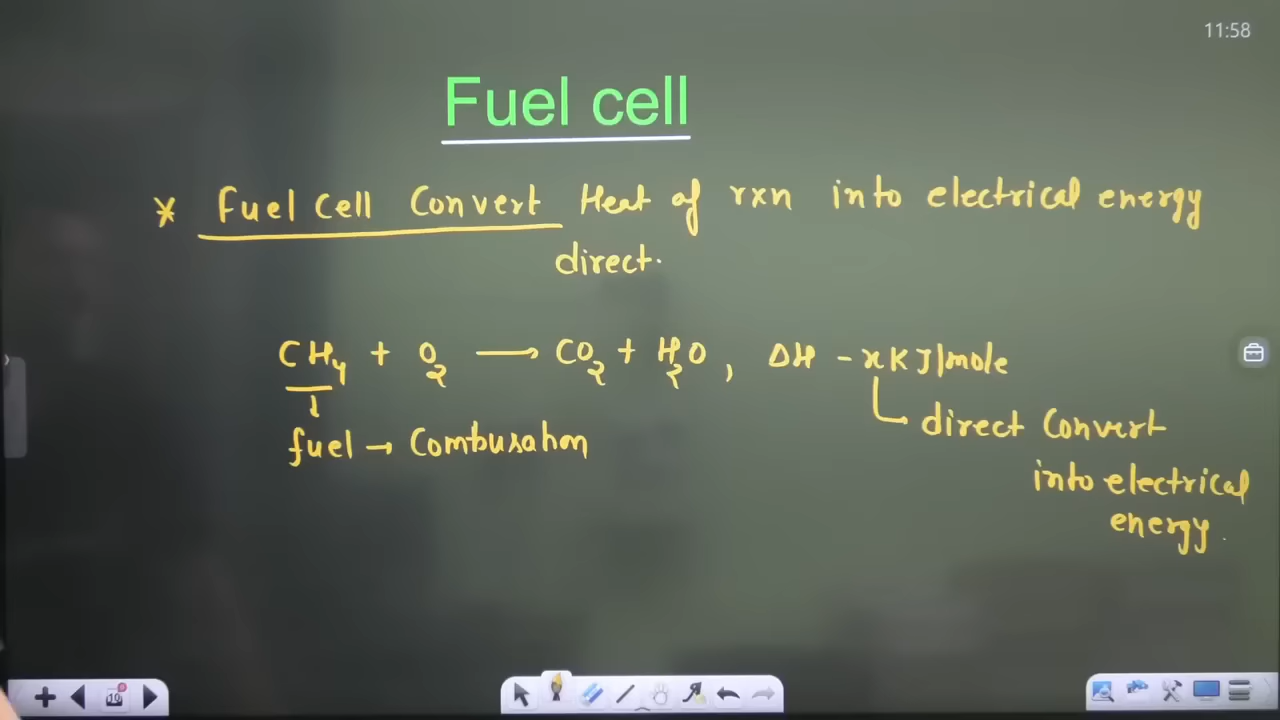 11:58
Fuel cell
* Fuel Cell Convert Heat of rxn into electrical energy
direct.
CH4 + O2 → CO2 + H2O, ΔH - x KJ/mole
↓
fuel → Combusation
direct Convert
into electrical
energy.
19